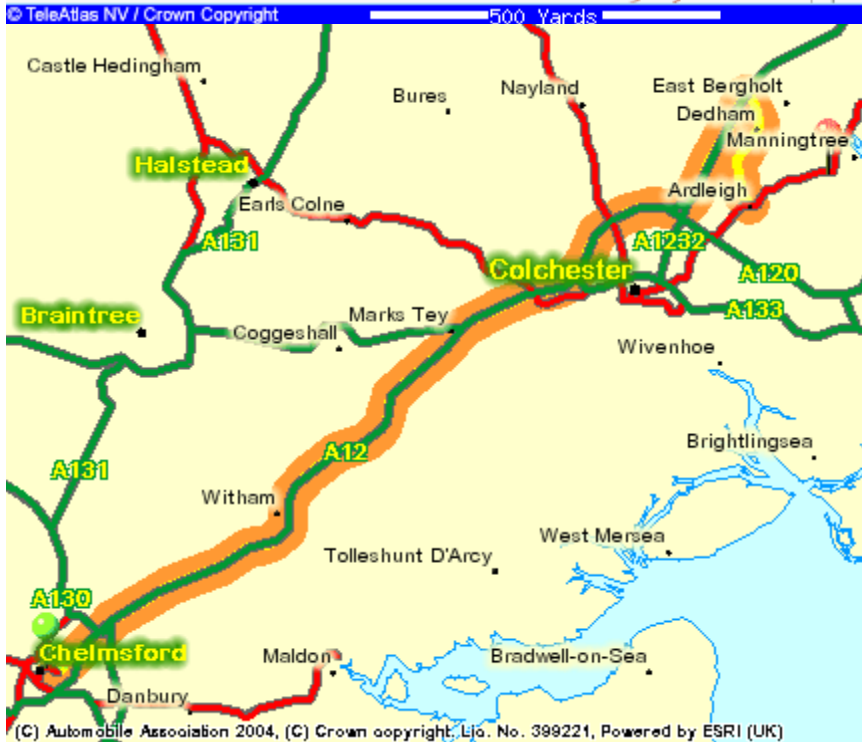 © TeleAtlas NV / Crown Copyright
500 Yards
Castle Hedingham
Bures
Nayland
East Bergholt
Dedham
Manningtree
Halstead
Ardleigh
Earls Colne
A131
A1232
Colchester
A120
Braintree
Marks Tey
A133
Coggeshall
Wivenhoe
A12
Brightlingsea
A131
Witham
West Mersea
Tolleshunt D'Arcy
A130
Chelmsford
Maldon
Bradwell-on-Sea
Danbury
(C) Automobile Association 2004, (C) Crown copyright, Lic. No. 399221, Powered by ESRI (UK)